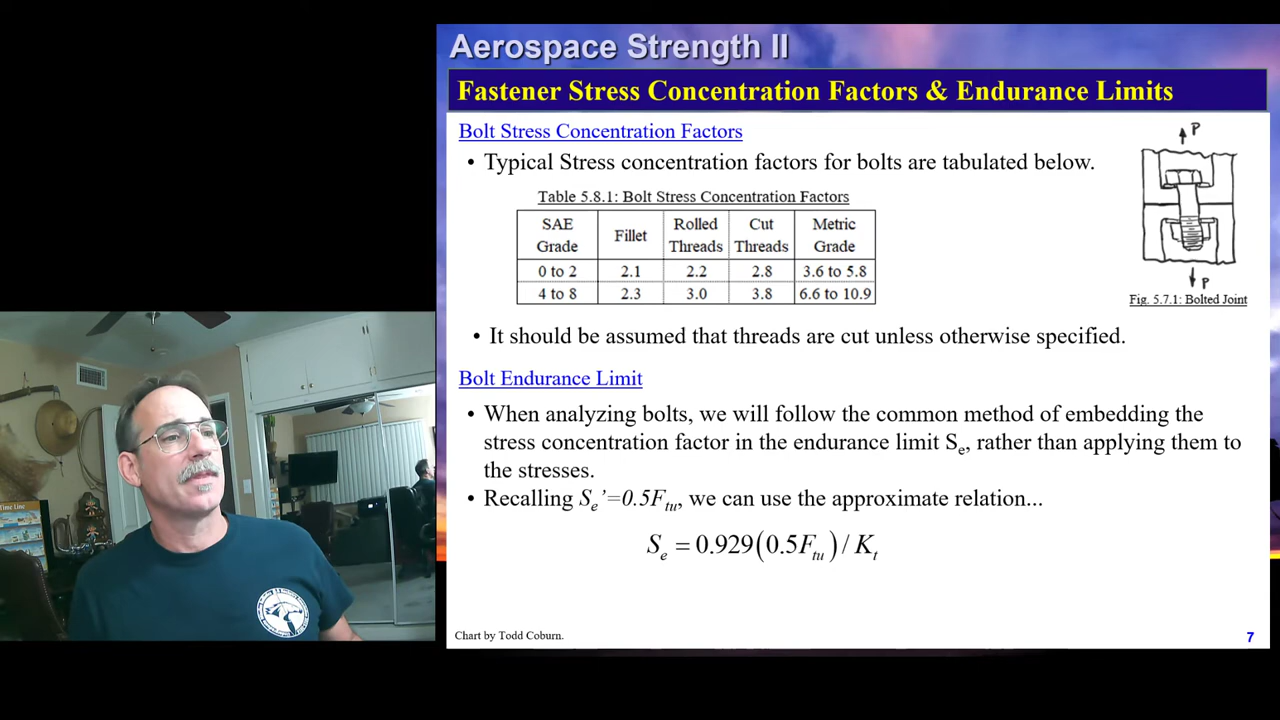 Aerospace Strength II
Fastener Stress Concentration Factors & Endurance Limits
Bolt Stress Concentration Factors
• Typical Stress concentration factors for bolts are tabulated below.
Table 5.8.1: Bolt Stress Concentration Factors
SAE Grade | Fillet | Rolled Threads | Cut Threads | Metric Grade
0 to 2 | 2.1 | 2.2 | 2.8 | 3.6 to 5.8
4 to 8 | 2.3 | 3.0 | 3.8 | 6.6 to 10.9
P
P
Fig. 5.7.1: Bolted Joint
• It should be assumed that threads are cut unless otherwise specified.
Bolt Endurance Limit
• When analyzing bolts, we will follow the common method of embedding the
stress concentration factor in the endurance limit Se, rather than applying them to
the stresses.
• Recalling Se’=0.5Ftu, we can use the approximate relation...
Se = 0.929(0.5Ftu) / Kt
Chart by Todd Coburn.
7
Time Line